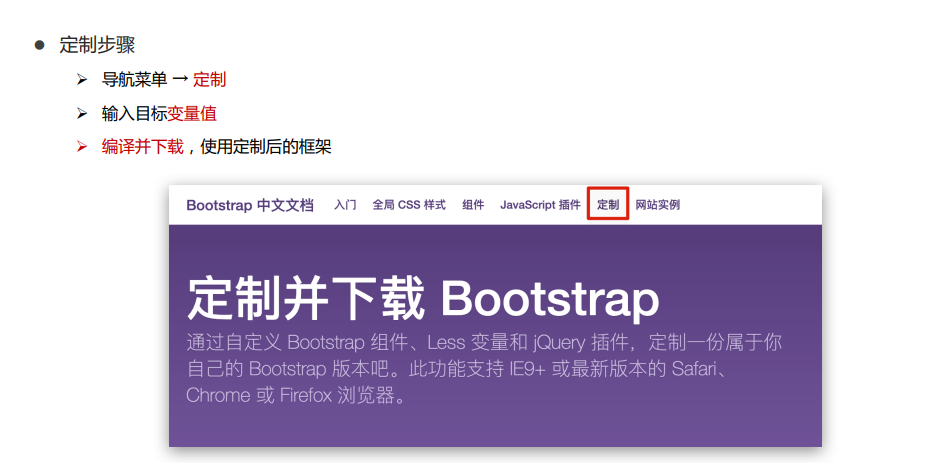 定制步骤
导航菜单 → 定制
输入目标变量值
编译并下载，使用定制后的框架
Bootstrap 中文文档 入门 全局 CSS 样式 组件 JavaScript 插件 定制 网站实例
定制并下载 Bootstrap
通过自定义 Bootstrap 组件、Less 变量和 jQuery 插件，定制一份属于你
自己的 Bootstrap 版本吧。此功能支持 IE9+ 或最新版本的 Safari、
Chrome 或 Firefox 浏览器。